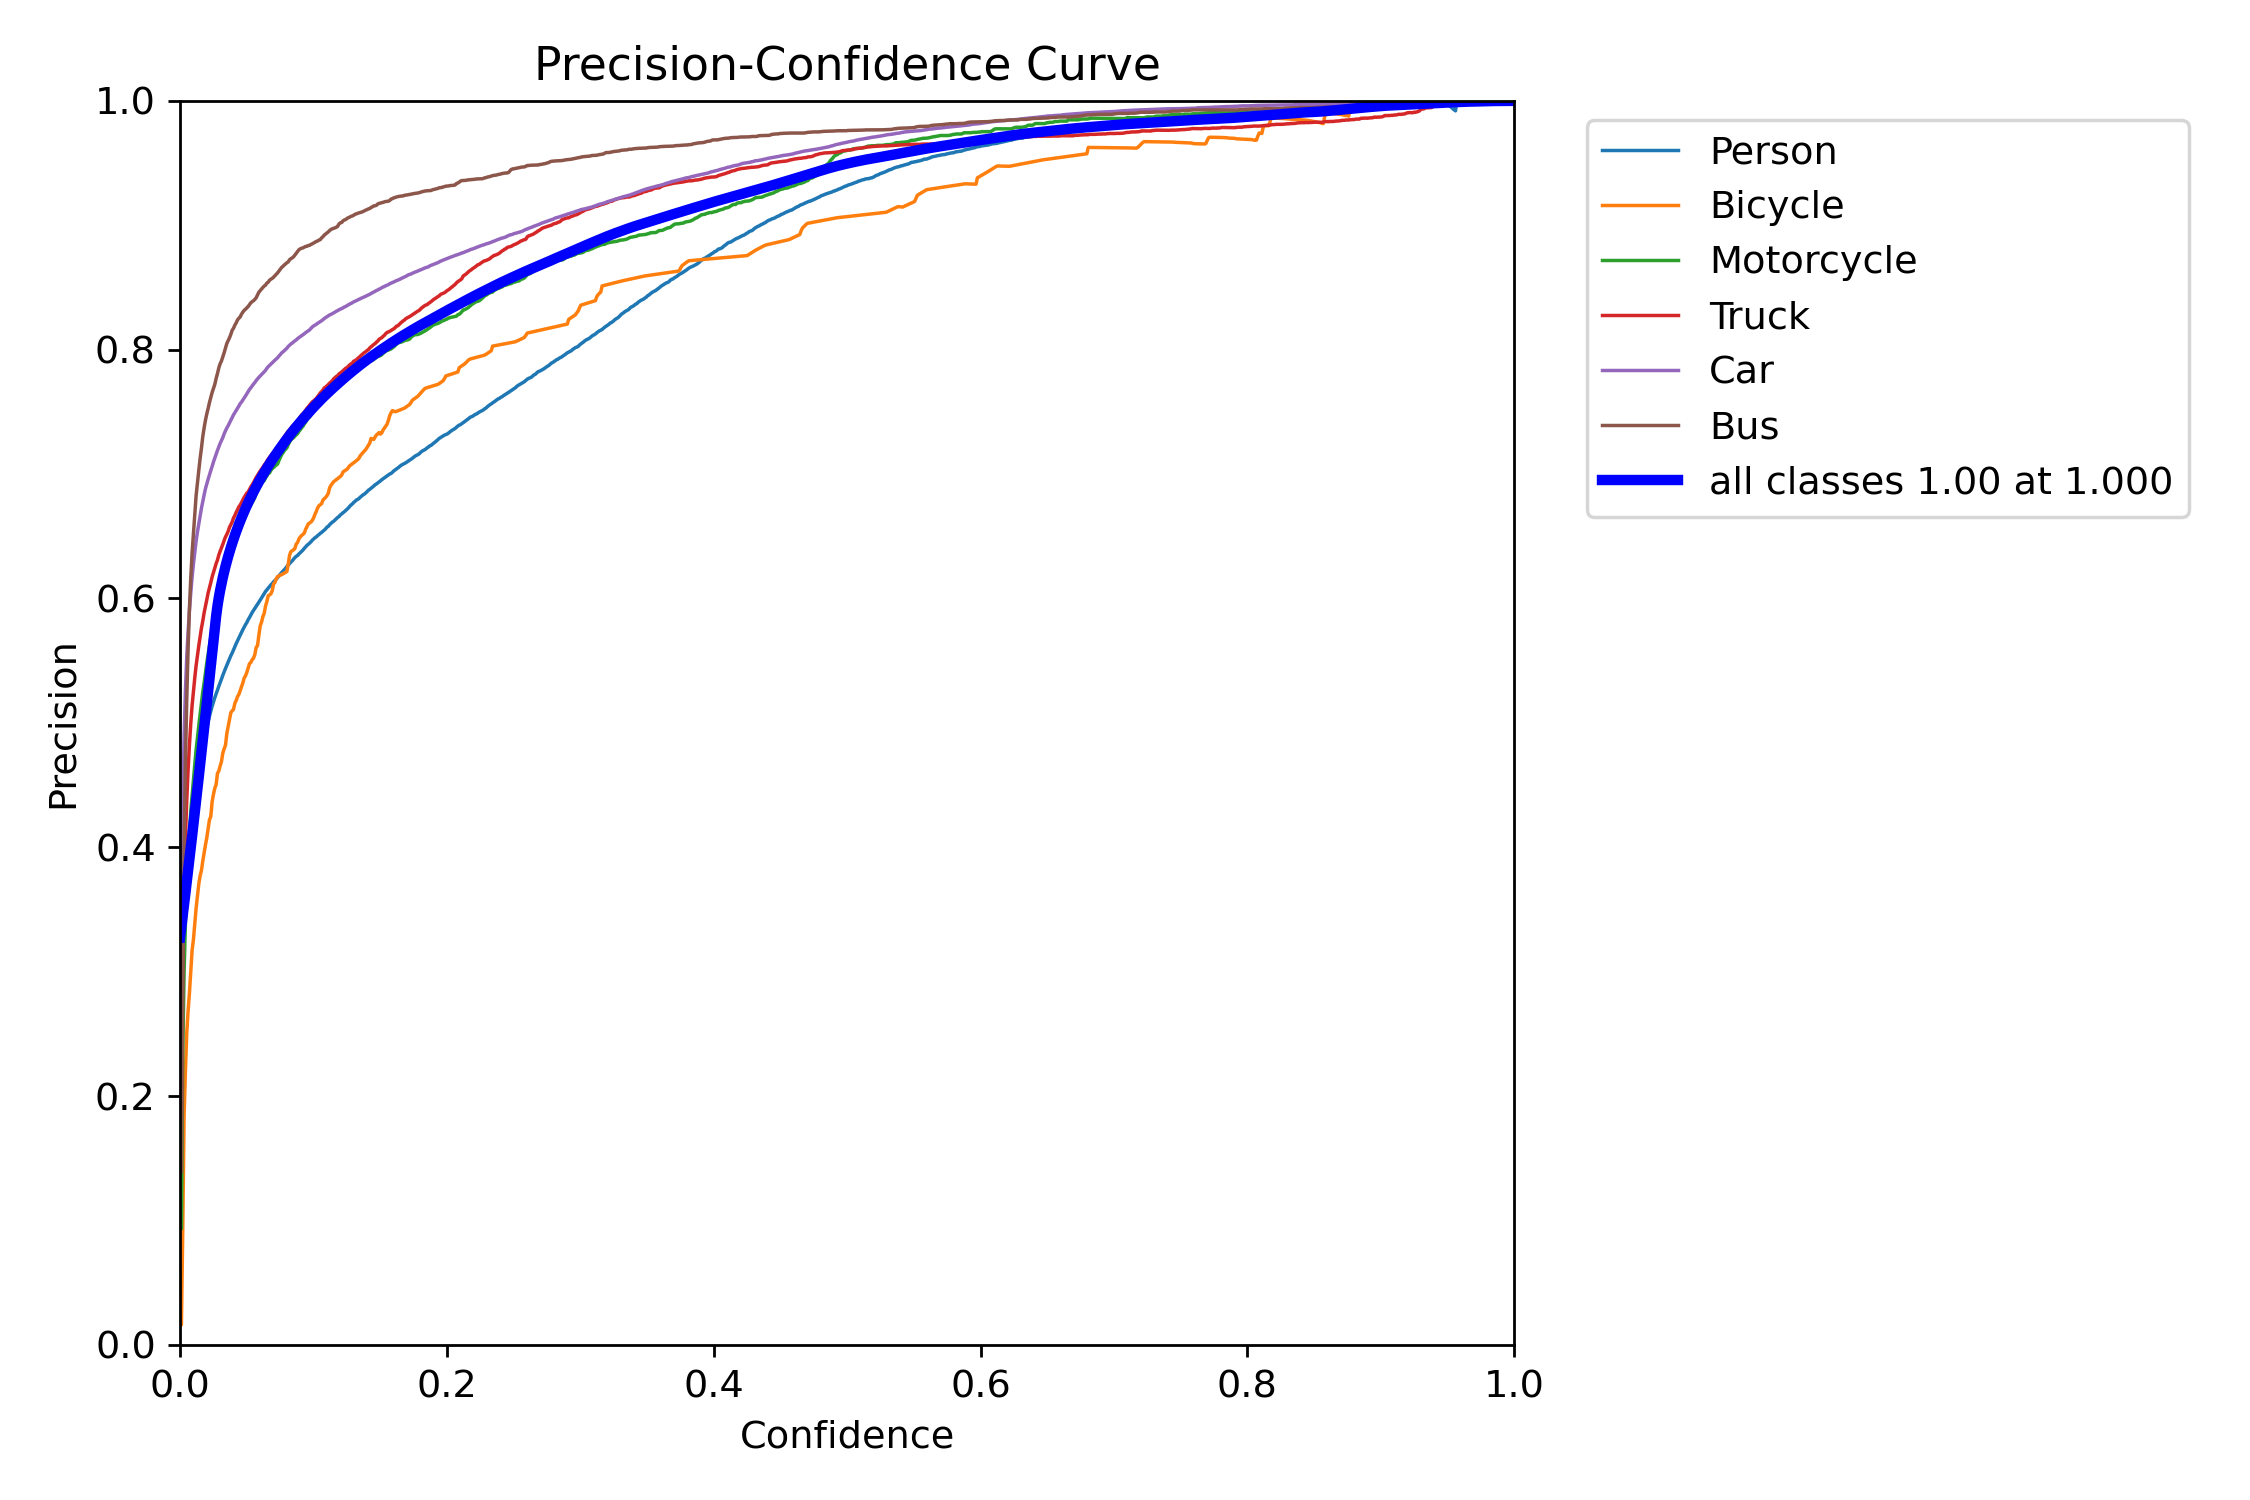 Precision-Confidence Curve
1.0
0.8
0.6
0.4
0.2
0.0
Precision
0.0 0.2 0.4 0.6 0.8 1.0
Confidence
Person
Bicycle
Motorcycle
Truck
Car
Bus
all classes 1.00 at 1.000